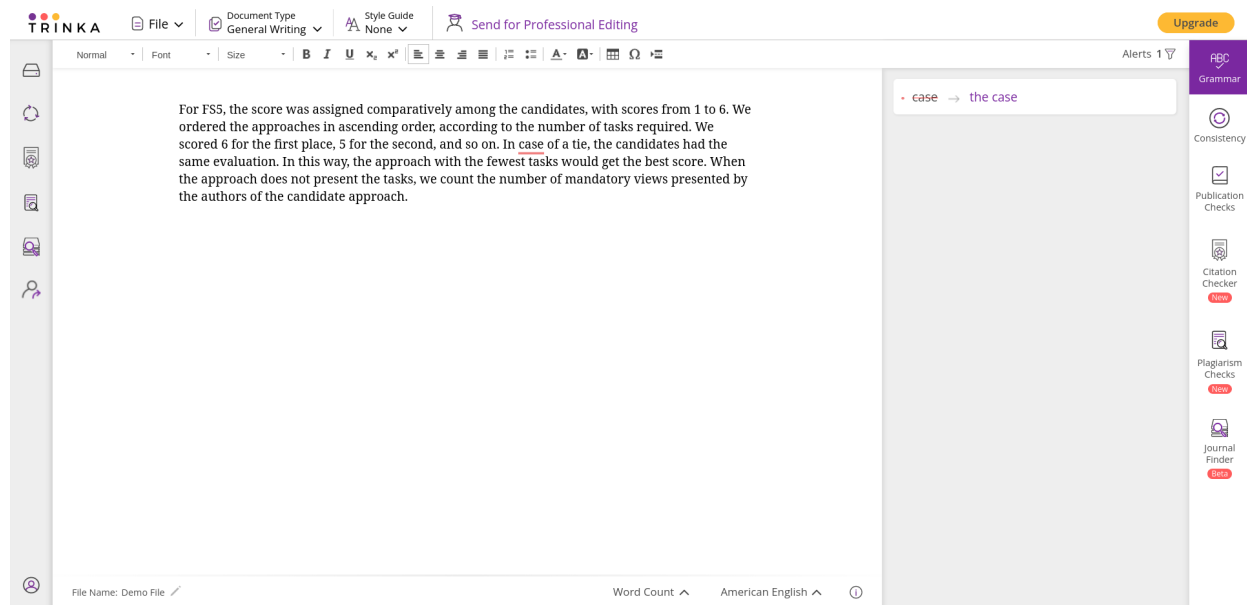 TRINKA
File
Document Type
General Writing
Style Guide
None
Send for Professional Editing
Upgrade
Normal
Font
Size
B I U x₂ x²
A
A
Ω
Alerts 1
ABC
Grammar
case → the case
For FS5, the score was assigned comparatively among the candidates, with scores from 1 to 6. We
ordered the approaches in ascending order, according to the number of tasks required. We
scored 6 for the first place, 5 for the second, and so on. In case of a tie, the candidates had the
same evaluation. In this way, the approach with the fewest tasks would get the best score. When
the approach does not present the tasks, we count the number of mandatory views presented by
the authors of the candidate approach.
Consistency
Publication
Checks
Citation
Checker
New
Plagiarism
Checks
New
Journal
Finder
Beta
File Name: Demo File
Word Count
American English